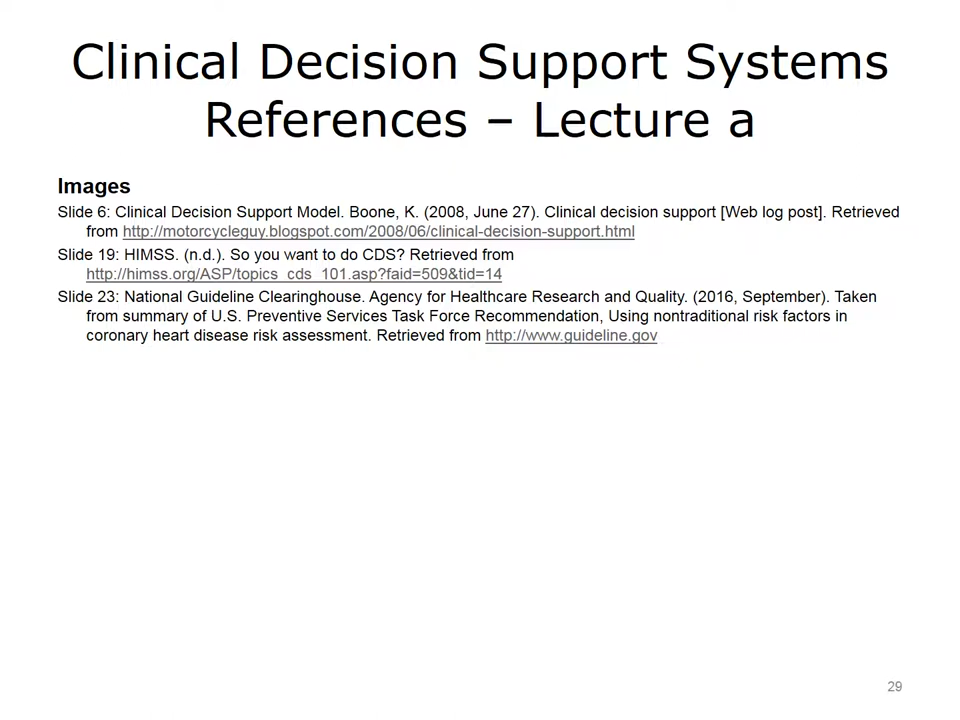 Clinical Decision Support Systems
References – Lecture a
Images
Slide 6: Clinical Decision Support Model. Boone, K. (2008, June 27). Clinical decision support [Web log post]. Retrieved
from http://motorcycleguy.blogspot.com/2008/06/clinical-decision-support.html
Slide 19: HIMSS. (n.d.). So you want to do CDS? Retrieved from
http://himss.org/ASP/topics_cds_101.asp?faid=509&tid=14
Slide 23: National Guideline Clearinghouse. Agency for Healthcare Research and Quality. (2016, September). Taken
from summary of U.S. Preventive Services Task Force Recommendation, Using nontraditional risk factors in
coronary heart disease risk assessment. Retrieved from http://www.guideline.gov
29